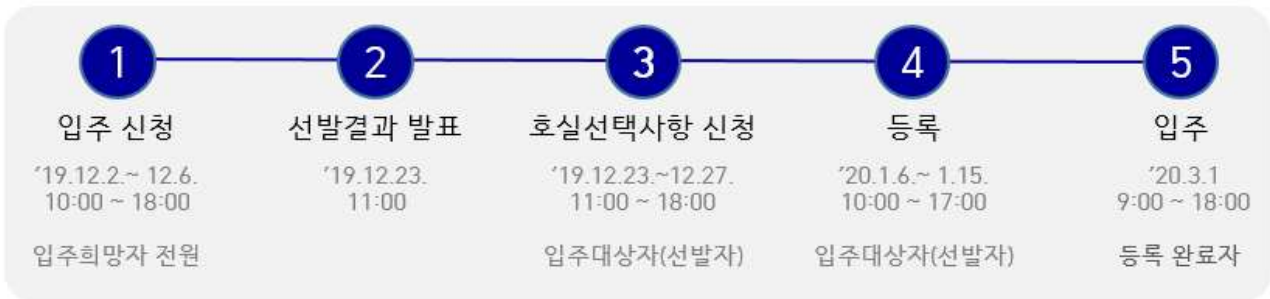 1
입주 신청
'19.12.2.~ 12.6.
10:00 ~ 18:00
입주희망자 전원
2
선발결과 발표
'19.12.23.
11:00
3
호실선택사항 신청
'19.12.23.~12.27.
11:00 ~ 18:00
입주대상자(선발자)
4
등록
'20.1.6.~ 1.15.
10:00 ~ 17:00
입주대상자(선발자)
5
입주
'20.3.1
9:00 ~ 18:00
등록 완료자